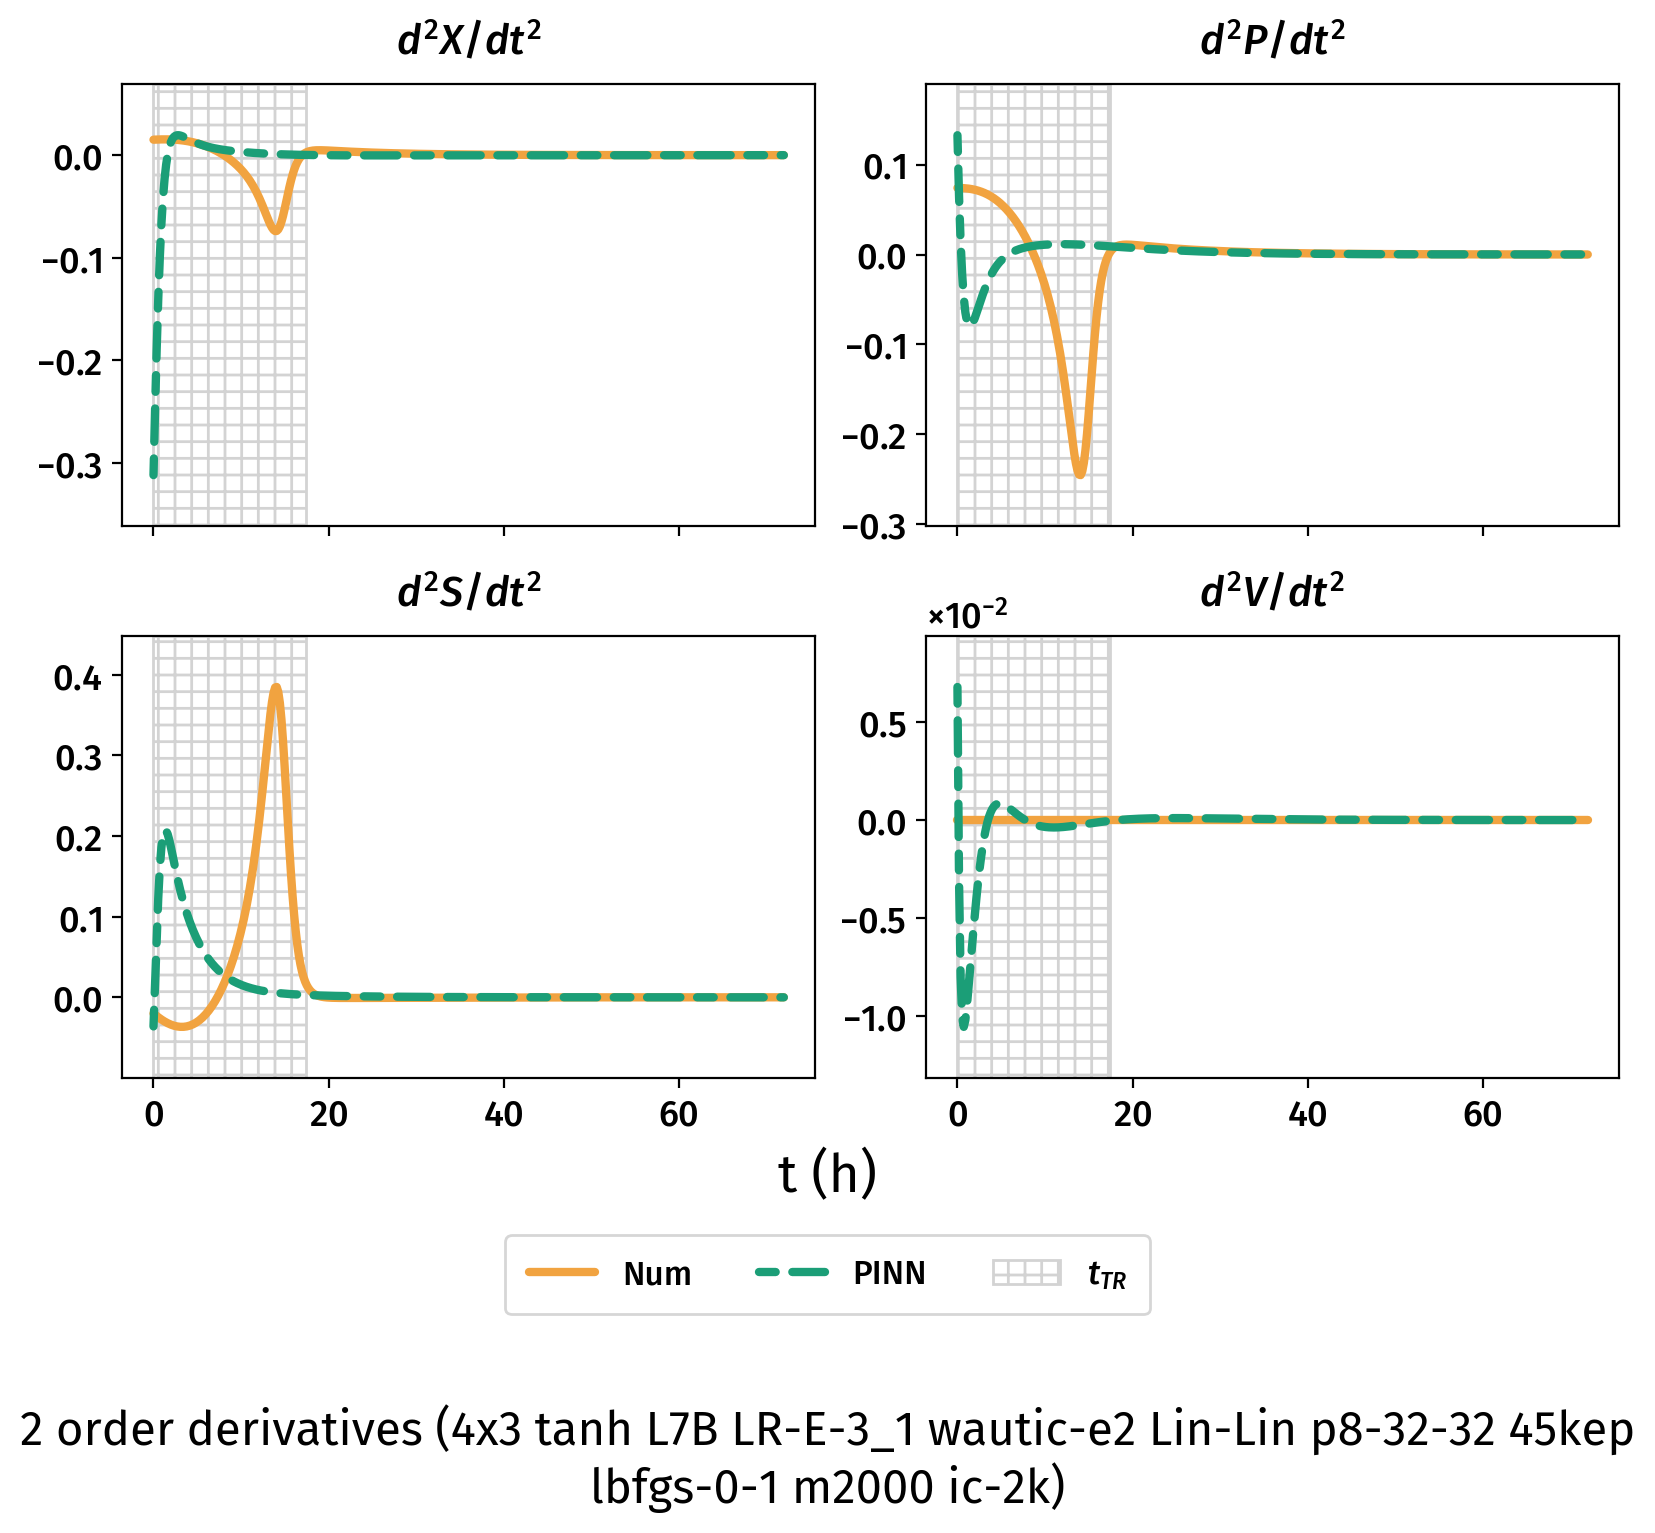 d²X/dt²
d²P/dt²
0.0
−0.1
−0.2
−0.3
0.1
0.0
−0.1
−0.2
−0.3
d²S/dt²
d²V/dt²
×10⁻²
0.4
0.3
0.2
0.1
0.0
0.5
0.0
−0.5
−1.0
0 20 40 60
0 20 40 60
t (h)
Num PINN t_TR
2 order derivatives (4x3 tanh L7B LR-E-3_1 wautic-e2 Lin-Lin p8-32-32 45kep
lbfgs-0-1 m2000 ic-2k)